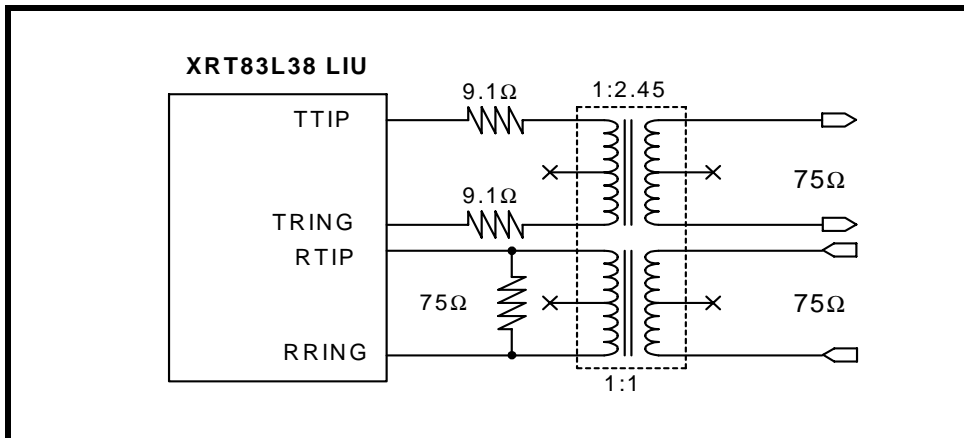 XRT83L38 LIU
9.1Ω
1:2.45
TTIP
75Ω
9.1Ω
TRING
RTIP
75Ω
75Ω
RRING
1:1